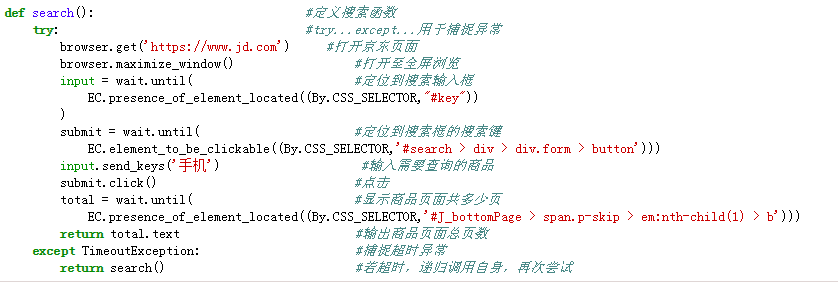 def search():                              #定义搜索函数
    try:                                   #try...except...用于捕捉异常
        browser.get('https://www.jd.com')     #打开京东页面
        browser.maximize_window()                 #打开至全屏浏览
        input = wait.until(                       #定位到搜索输入框
            EC.presence_of_element_located((By.CSS_SELECTOR,"#key"))
        )
        submit = wait.until(                      #定位到搜索框的搜索键
            EC.element_to_be_clickable((By.CSS_SELECTOR,'#search > div > div.form > button')))
        input.send_keys('手机')                    #输入需要查询的商品
        submit.click()                            #点击
        total = wait.until(                       #显示商品页面共多少页
            EC.presence_of_element_located((By.CSS_SELECTOR,'#J_bottomPage > span.p-skip > em:nth-child(1) > b')))
        return total.text                         #输出商品页面总页数
    except TimeoutException:                      #捕捉超时异常
        return search()                           #若超时，递归调用自身，再次尝试